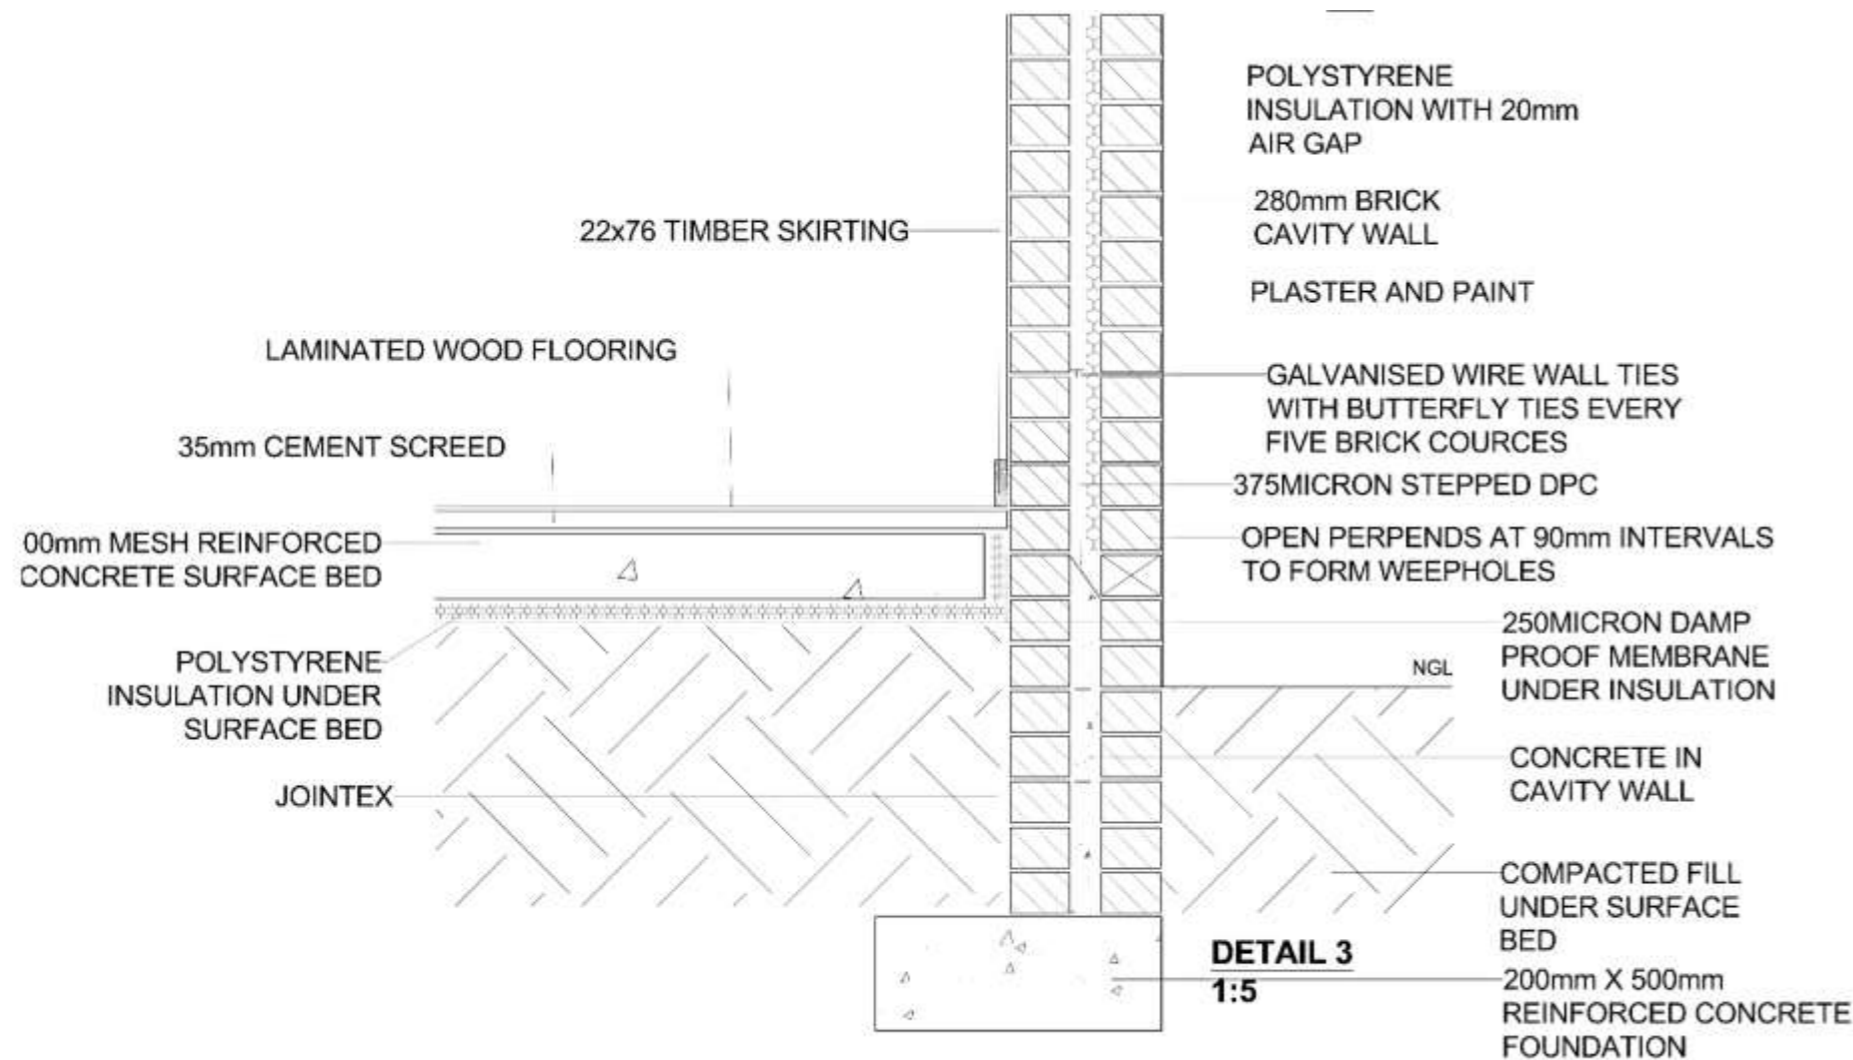 POLYSTYRENE
INSULATION WITH 20mm
AIR GAP
280mm BRICK
CAVITY WALL
22x76 TIMBER SKIRTING
PLASTER AND PAINT
LAMINATED WOOD FLOORING
GALVANISED WIRE WALL TIES
WITH BUTTERFLY TIES EVERY
FIVE BRICK COURCES
35mm CEMENT SCREED
375MICRON STEPPED DPC
00mm MESH REINFORCED
CONCRETE SURFACE BED
OPEN PERPENDS AT 90mm INTERVALS
TO FORM WEEPHOLES
250MICRON DAMP
PROOF MEMBRANE
UNDER INSULATION
NGL
POLYSTYRENE
INSULATION UNDER
SURFACE BED
CONCRETE IN
CAVITY WALL
JOINTEX
COMPACTED FILL
UNDER SURFACE
BED
DETAIL 3
1:5
200mm X 500mm
REINFORCED CONCRETE
FOUNDATION